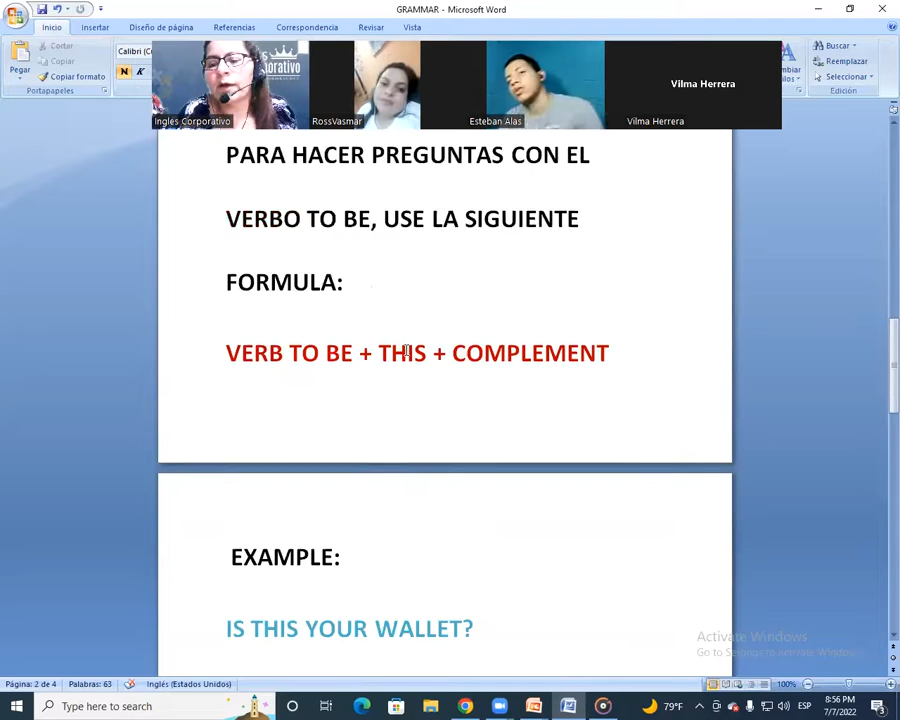 GRAMMAR - Microsoft Word
Inicio Insertar Diseño de página Referencias Correspondencia Revisar Vista
Pegar
Cortar
Copiar
Copiar formato
Portapapeles
Calibri (C
N K
Buscar
Reemplazar
Seleccionar
Edición
Ingles Corporativo
RossVasmar
Esteban Alas
Vilma Herrera
Vilma Herrera
PARA HACER PREGUNTAS CON EL
VERBO TO BE, USE LA SIGUIENTE
FORMULA:
VERB TO BE + THIS + COMPLEMENT
EXAMPLE:
IS THIS YOUR WALLET?
Activate Windows
Go to Settings to Activate Window
Página: 2 de 4 Palabras: 63 Inglés (Estados Unidos) 100%
Type here to search
79°F ESP 8:56 PM
7/7/2022
3